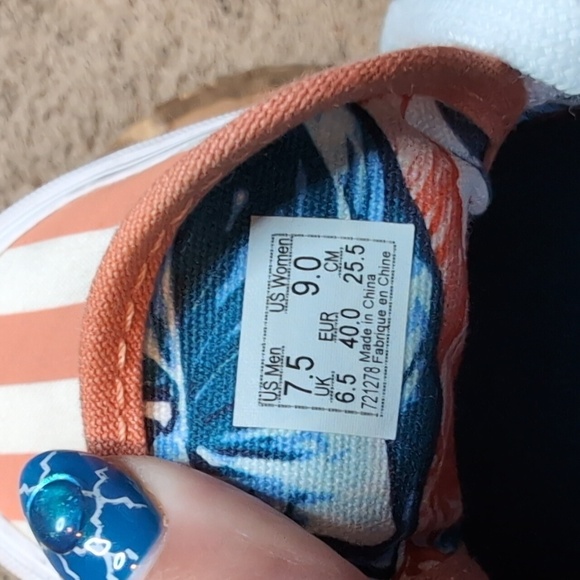 US Men US Women
7.5 9.0
UK EUR CM
6.5 40.0 25.5
721278 Made in China
Fabriqué en Chine